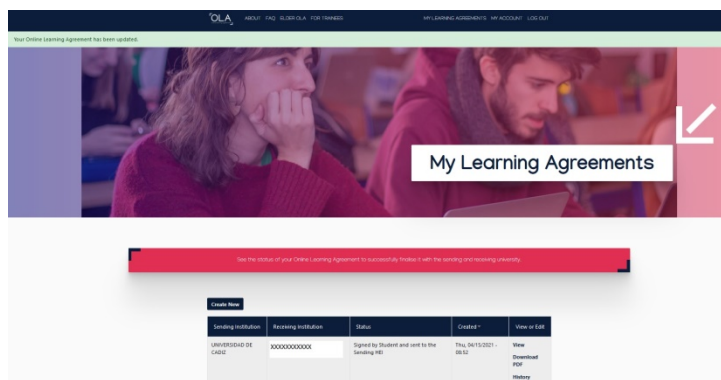 OLA ABOUT FAQ OLDER OLA FOR TRAINEES MY LEARNING AGREEMENTS MY ACCOUNT LOG OUT
Your Online Learning Agreement has been updated.
My Learning Agreements
See the status of your Online Learning Agreement to successfully finalise it with the sending and receiving university.
Create New
Sending Institution Receiving Institution Status Created View or Edit
UNIVERSIDAD DE CADIZ XXXXXXXXXXX Signed by Student and sent to the Sending HEI Thu, 04/15/2021 - 08:52 View
Download PDF
History